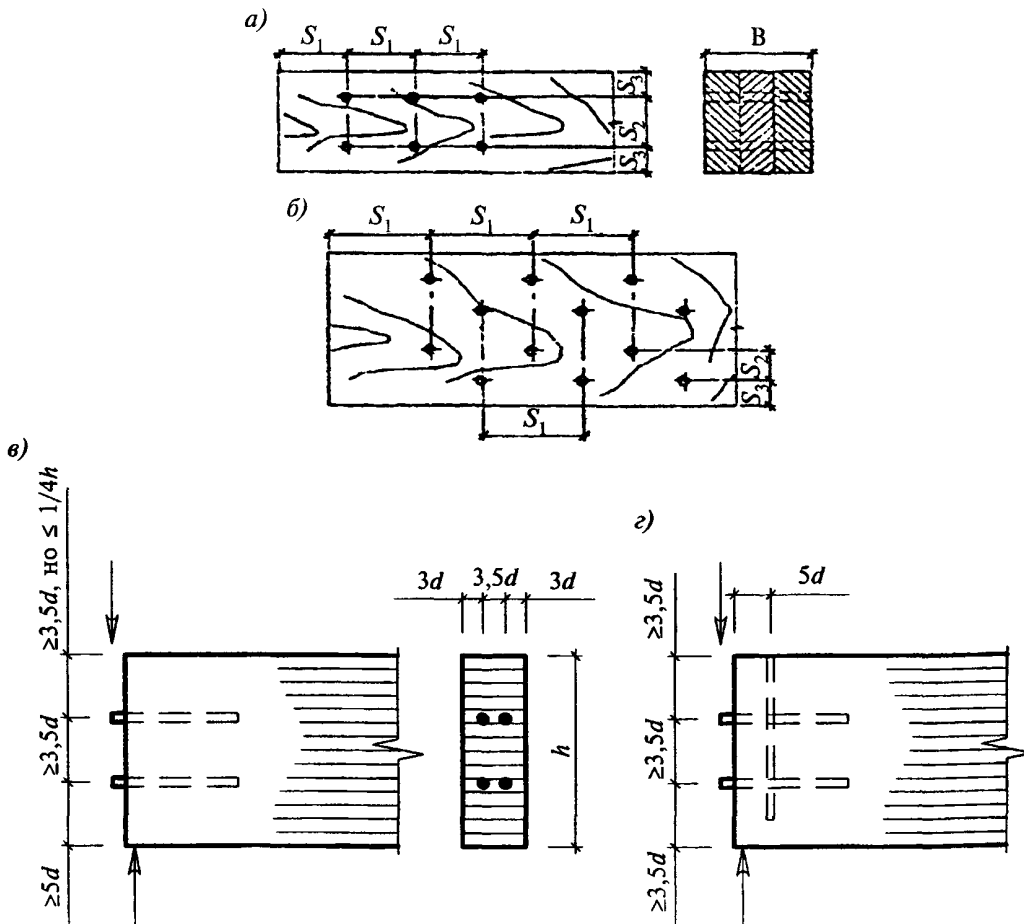 а)
S₁ S₁ S₁ B
S₃
S₂
S₃
б)
S₁ S₁ S₁
S₂
S₃
S₁
в)
≥3,5d, но ≤ 1/4h
≥3,5d
≥5d
3d 3,5d 3d
h
г)
5d
≥3,5d
≥3,5d
≥3,5d